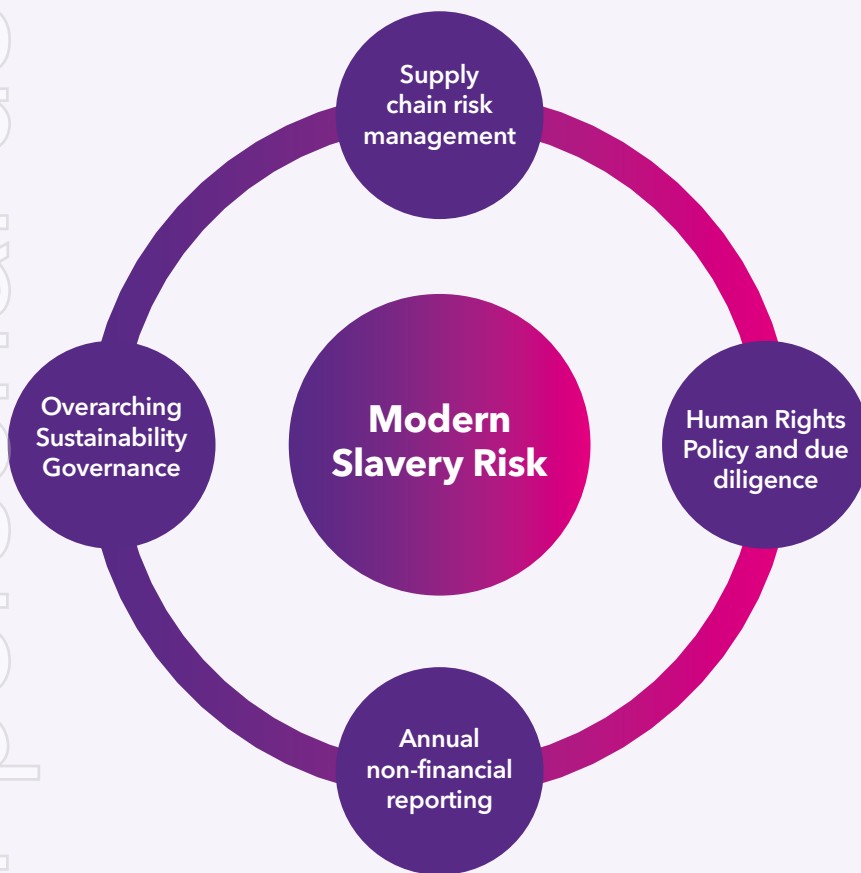 Supply
chain risk
management
Overarching
Sustainability
Governance
Modern
Slavery Risk
Human Rights
Policy and due
diligence
Annual
non-financial
reporting